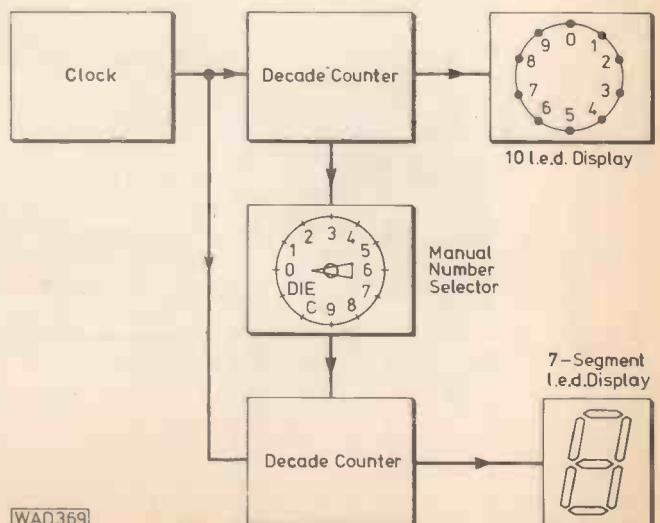 Clock
Decade Counter
0
1
2
3
4
5
6
7
8
9
10 l.e.d. Display
0
1
2
3
4
5
6
7
8
9
C
DIE
Manual
Number
Selector
Decade Counter
7-Segment
l.e.d. Display
WAD369